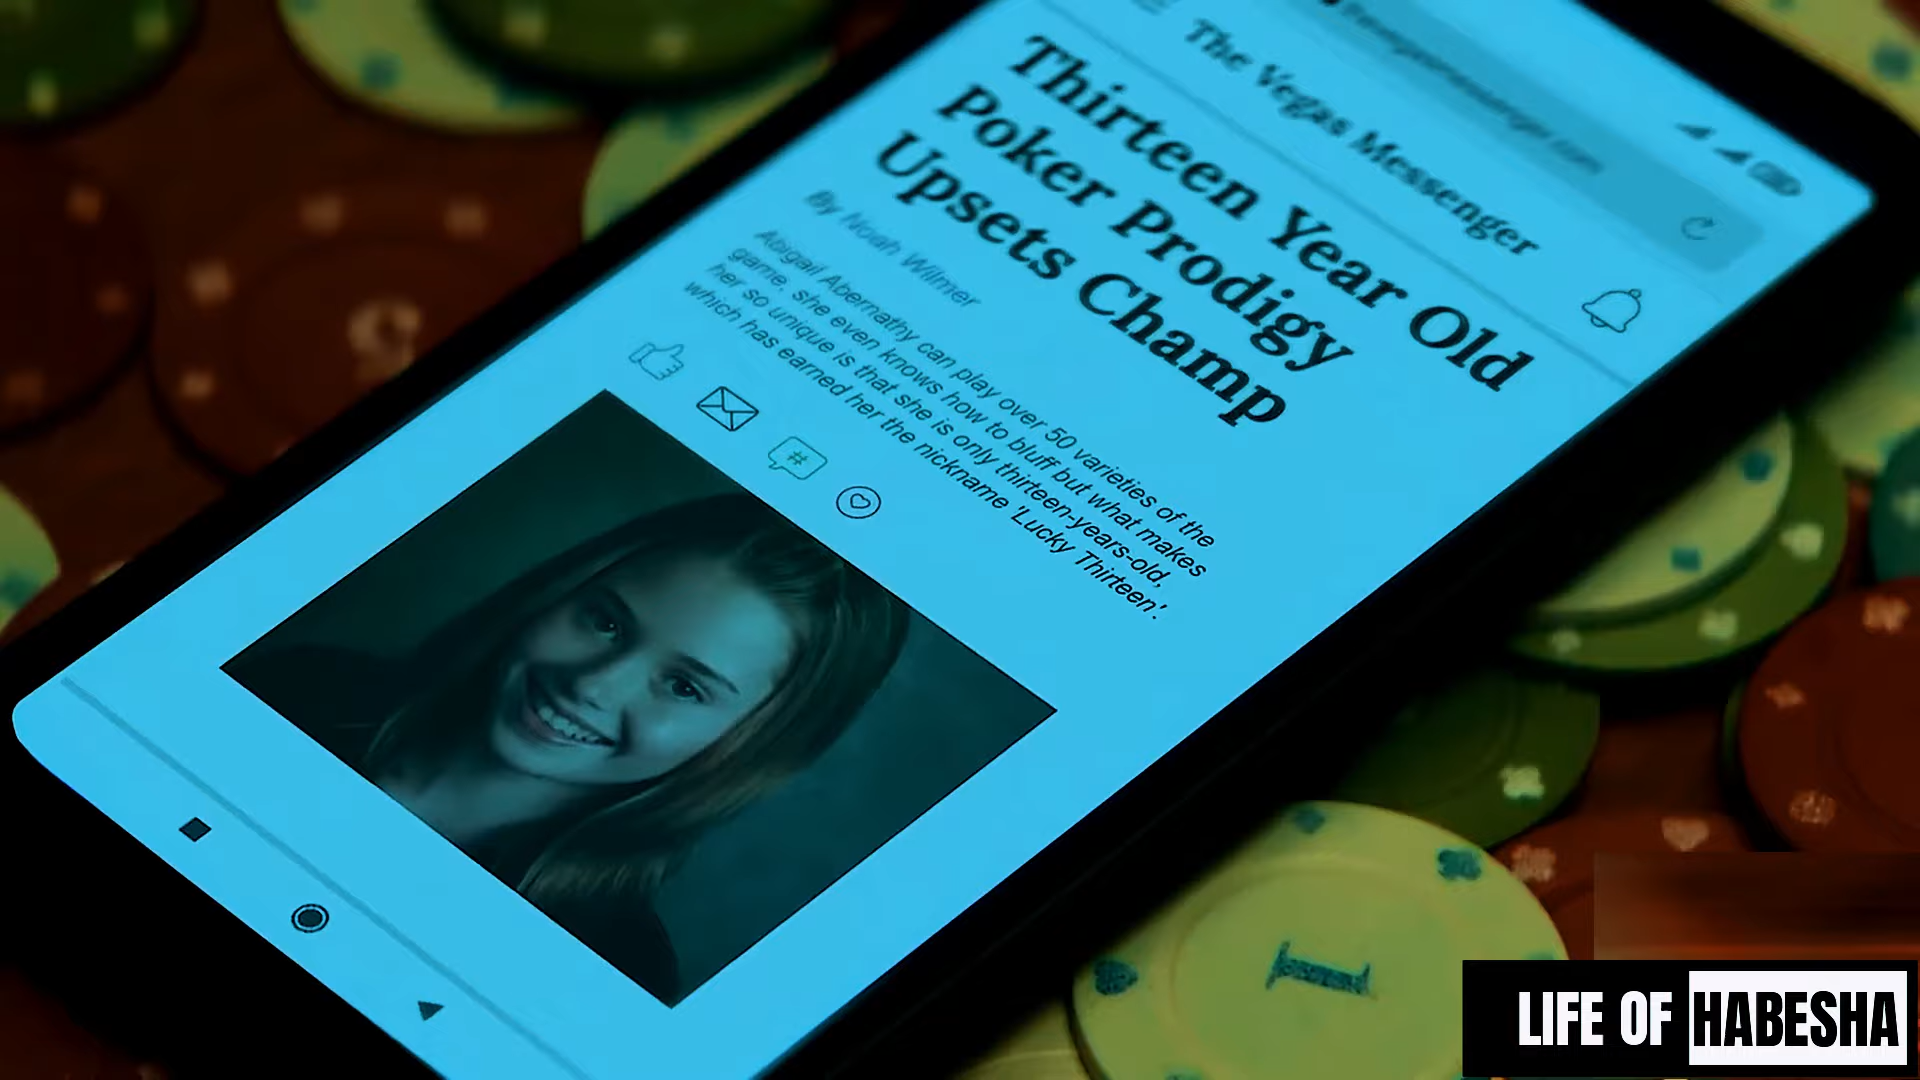 The Vegas Messenger
Thirteen Year Old
Poker Prodigy
Upsets Champ
By Noah Wilmer
Abigail Abernathy can play over 50 varieties of the
game, she even knows how to bluff but what makes
her so unique is that she is only thirteen-years-old,
which has earned her the nickname 'Lucky Thirteen'.
#
5
1
LIFE OF HABESHA